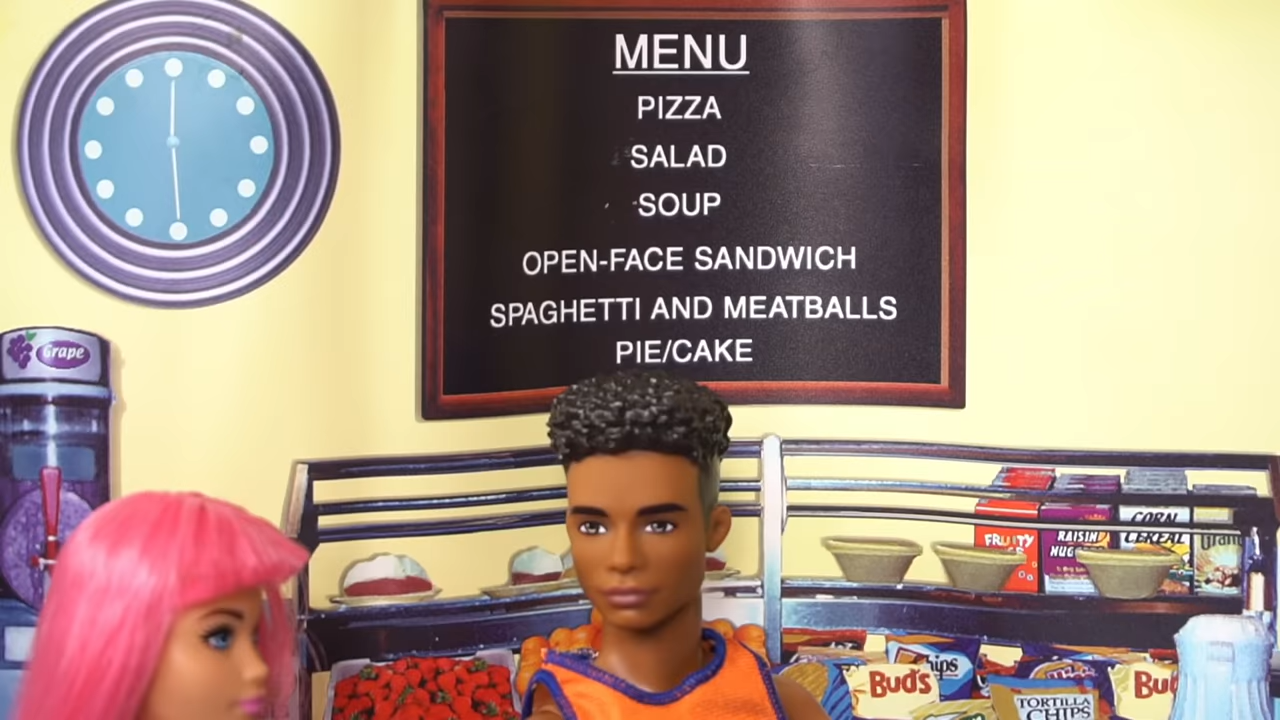 MENU
PIZZA
SALAD
SOUP
OPEN-FACE SANDWICH
SPAGHETTI AND MEATBALLS
PIE/CAKE
Grape
FRUITY
RAISIN
CORN
CEREAL
Bud's
TORTILLA
CHIPS